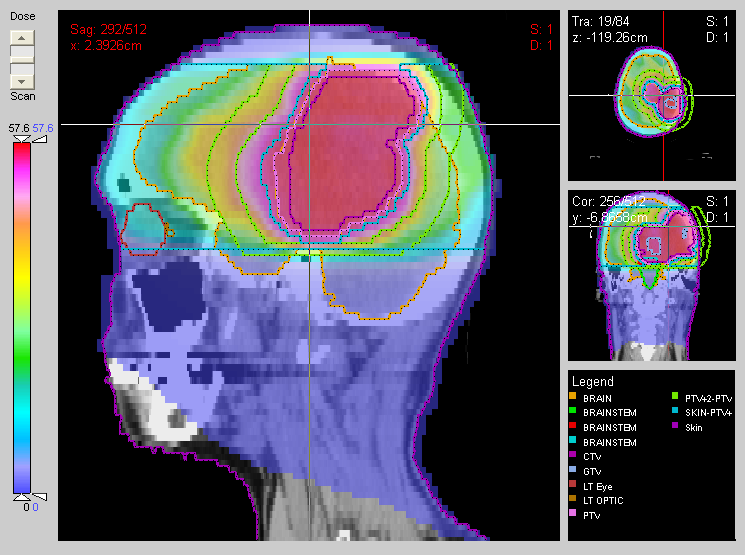 Dose
Scan
57.6 57.6
0 0
Sag: 292/512
x: 2.3926cm
S: 1
D: 1
Tra: 19/84
z: -119.26cm
S: 1
D: 1
Cor: 256/512
y: -6.8658cm
S: 1
D: 1
Legend
BRAIN
BRAINSTEM
BRAINSTEM
BRAINSTEM
CTV
GTV
LT Eye
LT OPTIC
PTV
PTV+2-PTV
SKIN-PTV+
Skin